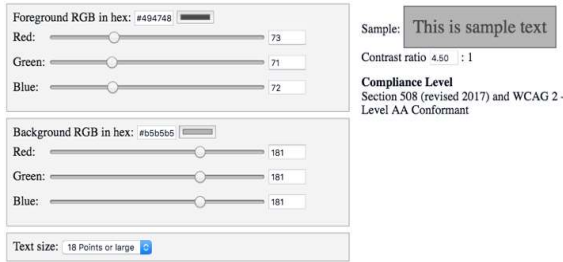 Foreground RGB in hex: #494748
Red: 73
Green: 71
Blue: 72
Background RGB in hex: #b5b5b5
Red: 181
Green: 181
Blue: 181
Text size: 18 Points or large
Sample: This is sample text
Contrast ratio 4.50 : 1
Compliance Level
Section 508 (revised 2017) and WCAG 2 -
Level AA Conformant